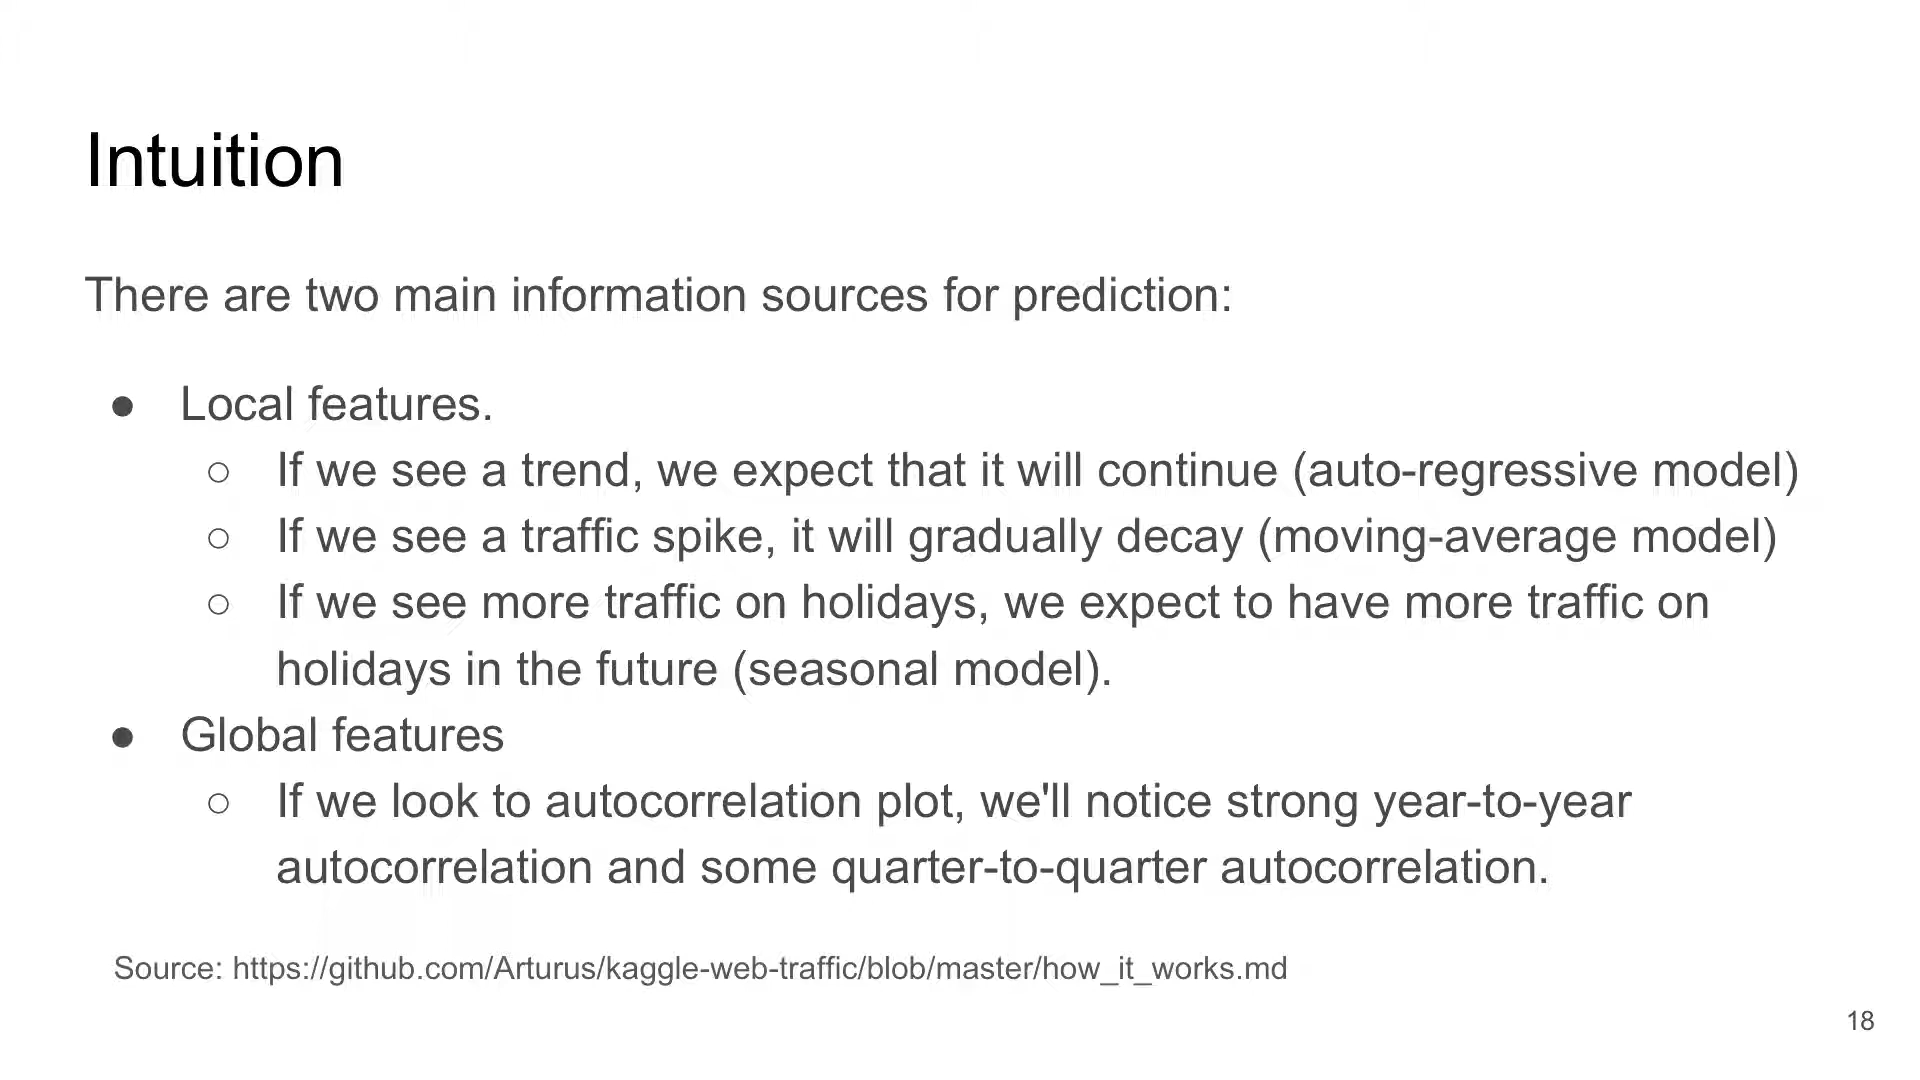 Intuition
There are two main information sources for prediction:
● Local features.
○ If we see a trend, we expect that it will continue (auto-regressive model)
○ If we see a traffic spike, it will gradually decay (moving-average model)
○ If we see more traffic on holidays, we expect to have more traffic on
holidays in the future (seasonal model).
● Global features
○ If we look to autocorrelation plot, we'll notice strong year-to-year
autocorrelation and some quarter-to-quarter autocorrelation.
Source: https://github.com/Arturus/kaggle-web-traffic/blob/master/how_it_works.md
18